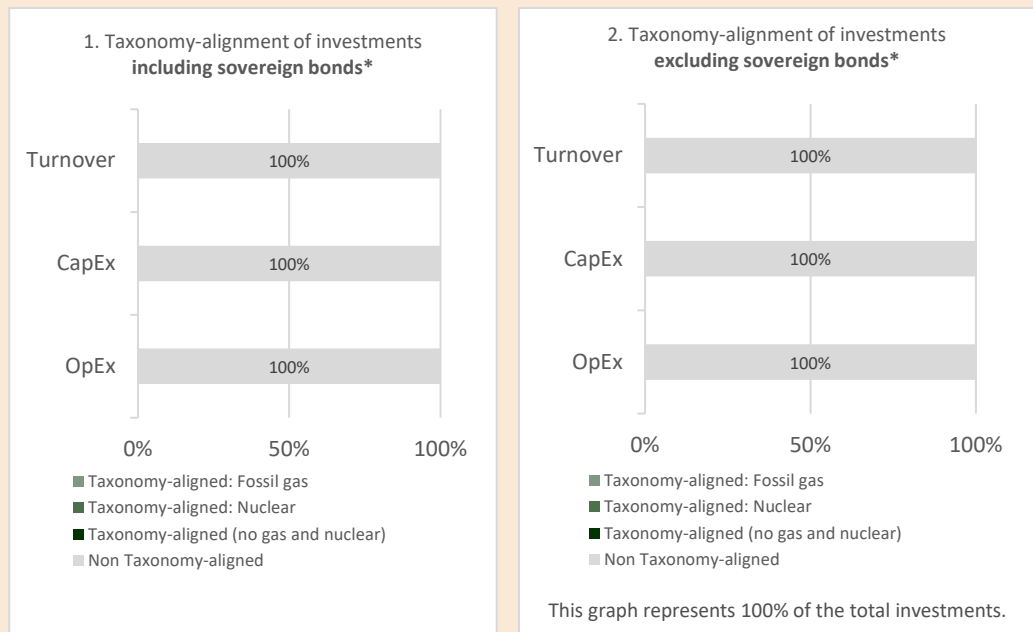 1. Taxonomy-alignment of investments
including sovereign bonds*
Turnover
100%
CapEx
100%
OpEx
100%
0%
50%
100%
Taxonomy-aligned: Fossil gas
Taxonomy-aligned: Nuclear
Taxonomy-aligned (no gas and nuclear)
Non Taxonomy-aligned
2. Taxonomy-alignment of investments
excluding sovereign bonds*
Turnover
100%
CapEx
100%
OpEx
100%
0%
50%
100%
Taxonomy-aligned: Fossil gas
Taxonomy-aligned: Nuclear
Taxonomy-aligned (no gas and nuclear)
Non Taxonomy-aligned
This graph represents 100% of the total investments.